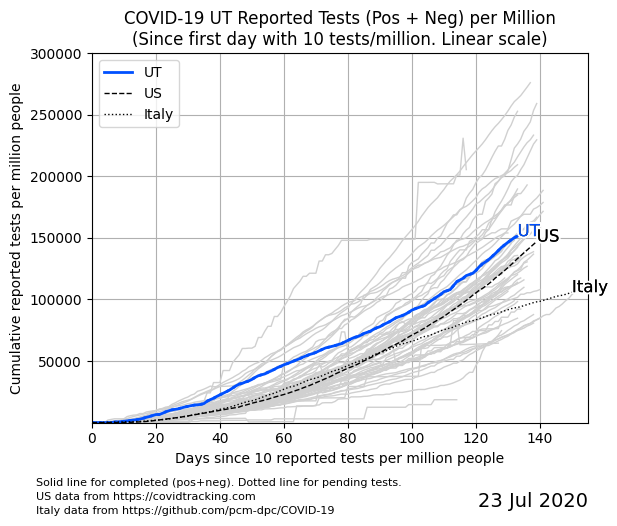 COVID-19 UT Reported Tests (Pos + Neg) per Million
(Since first day with 10 tests/million. Linear scale)
Cumulative reported tests per million people
300000
250000
200000
150000
100000
50000
UT
US
Italy
UT
US
Italy
0 20 40 60 80 100 120 140
Days since 10 reported tests per million people
Solid line for completed (pos+neg). Dotted line for pending tests.
US data from https://covidtracking.com
Italy data from https://github.com/pcm-dpc/COVID-19
23 Jul 2020